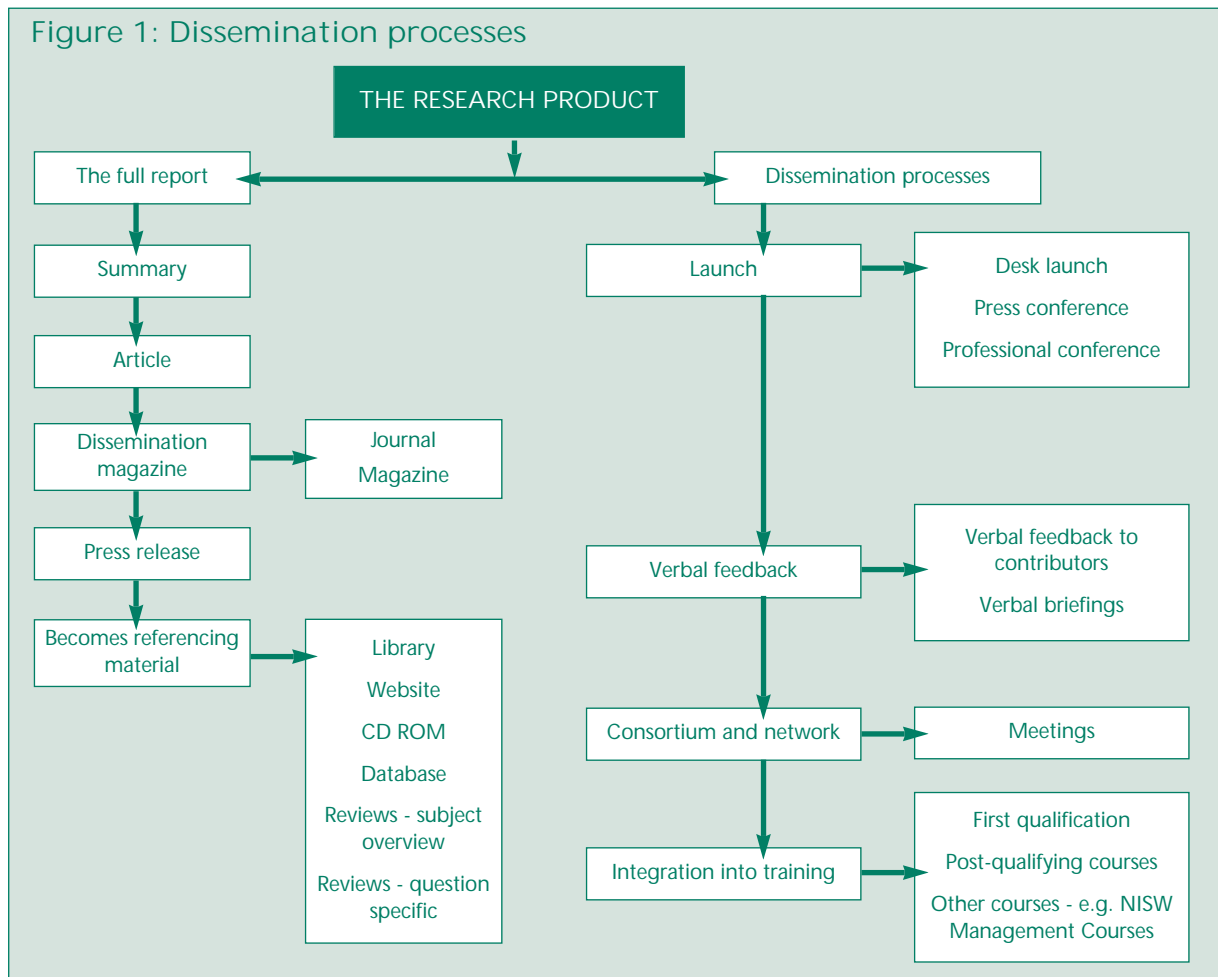 Figure 1: Dissemination processes
THE RESEARCH PRODUCT
The full report
Summary
Article
Dissemination
magazine
Journal
Magazine
Press release
Becomes referencing
material
Library
Website
CD ROM
Database
Reviews - subject
overview
Reviews - question
specific
Dissemination processes
Launch
Desk launch
Press conference
Professional conference
Verbal feedback
Verbal feedback to
contributors
Verbal briefings
Consortium and network
Meetings
Integration into training
First qualification
Post-qualifying courses
Other courses - e.g. NISW
Management Courses